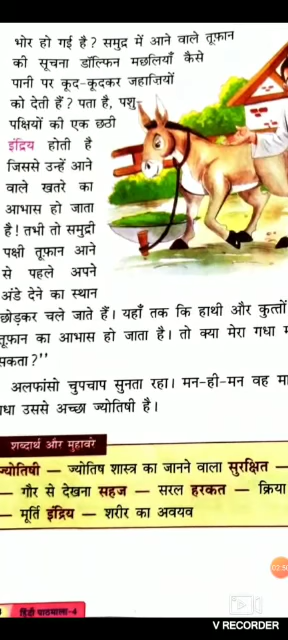 भोर हो गई है? समुद्र में आने वाले तूफ़ान
की सूचना डॉल्फिन मछलियाँ कैसे
पानी पर कूद-कूदकर जहाजियों
को देती हैं? पता है, पशु-
पक्षियों की एक छठी
इंद्रिय होती है
जिससे उन्हें आने
वाले खतरे का
आभास हो जाता
है! तभी तो समुद्री
पक्षी तूफ़ान आने
से पहले अपने
अंडे देने का स्थान
छोड़कर चले जाते हैं। यहाँ तक कि हाथी और कुत्तों
तूफ़ान का आभास हो जाता है। तो क्या मेरा गधा
सकता?"
अलफांसो चुपचाप सुनता रहा। मन-ही-मन वह मा
गधा उससे अच्छा ज्योतिषी है।
शब्दार्थ और मुहावरे
ज्योतिषी — ज्योतिष शास्त्र का जानने वाला सुरक्षित —
— गौर से देखना सहज — सरल हरकत — क्रिया
— मूर्ति इंद्रिय — शरीर का अवयव
हिंदी पाठमाला-4
V RECORDER